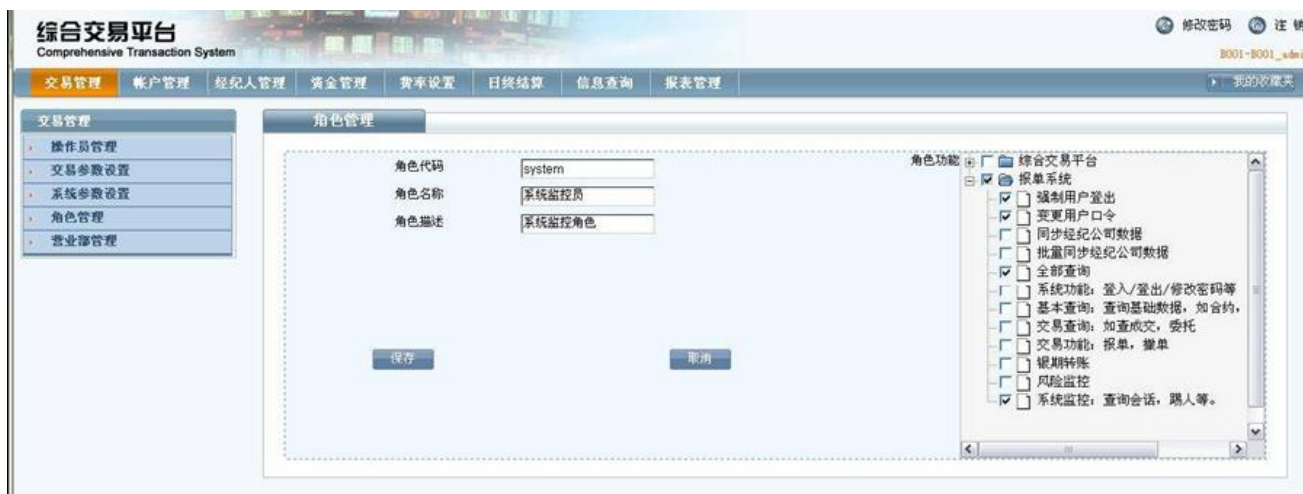 综合交易平台
Comprehensive Transaction System
修改密码 注 销
B001-B001_admi
交易管理 帐户管理 经纪人管理 资金管理 费率设置 日终结算 信息查询 报表管理 我的收藏夹
交易管理
操作员管理
交易参数设置
系统参数设置
角色管理
营业部管理
角色管理
角色代码 system
角色名称 系统监控员
角色描述 系统监控角色
保存 取消
角色功能
综合交易平台
报单系统
强制用户登出
变更用户口令
同步经纪公司数据
批量同步经纪公司数据
全部查询
系统功能：登入/登出/修改密码等
基本查询：查询基础数据，如合约，
交易查询：如查成交，委托
交易功能：报单，撤单
银期转账
风险监控
系统监控：查询会话，踢人等。